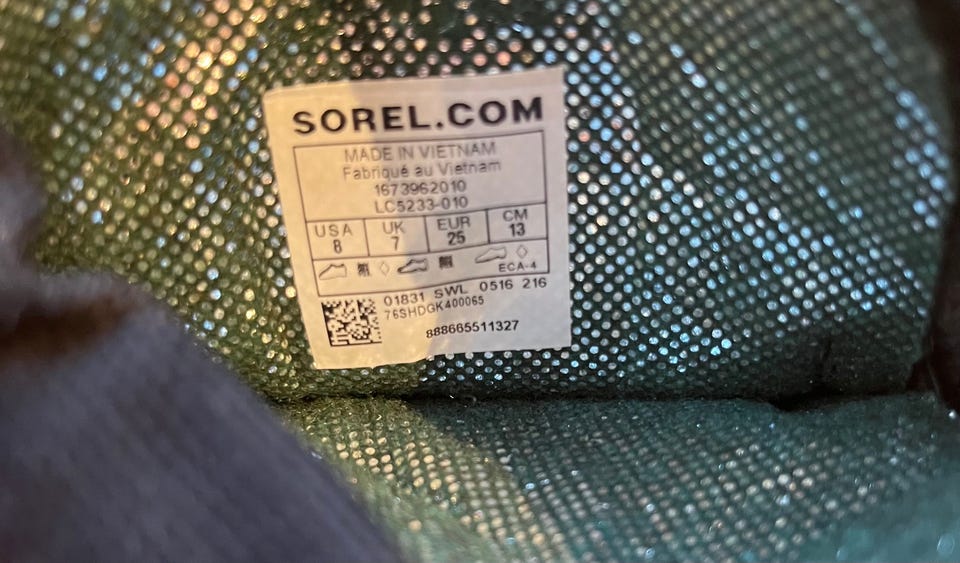 SOREL.COM
MADE IN VIETNAM
Fabriqué au Vietnam
1673962010
LC5233-010
USA UK EUR CM
8 7 25 13
ECA-4
01831 SWL 0516 216
76SHDGK400065
888665511327